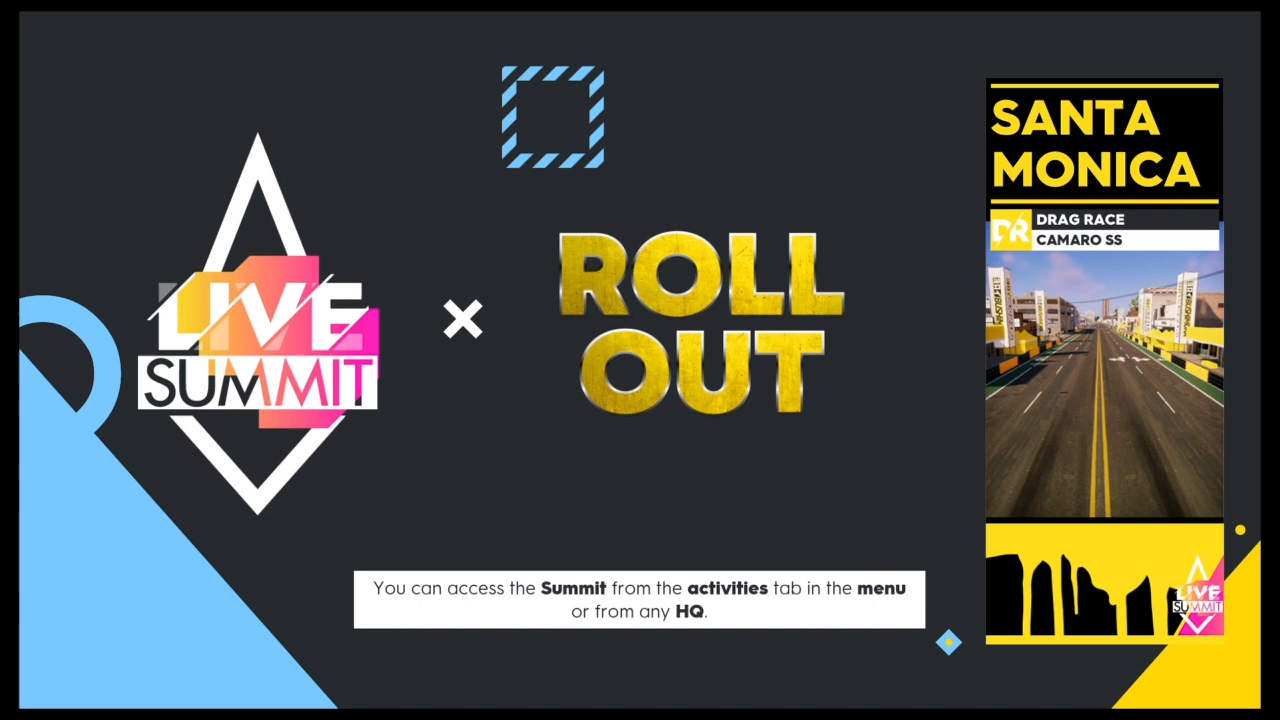 LIVE
SUMMIT
×
ROLL
OUT
You can access the Summit from the activities tab in the menu
or from any HQ.
SANTA
MONICA
DR
DRAG RACE
CAMARO SS
LIVE
SUMMIT